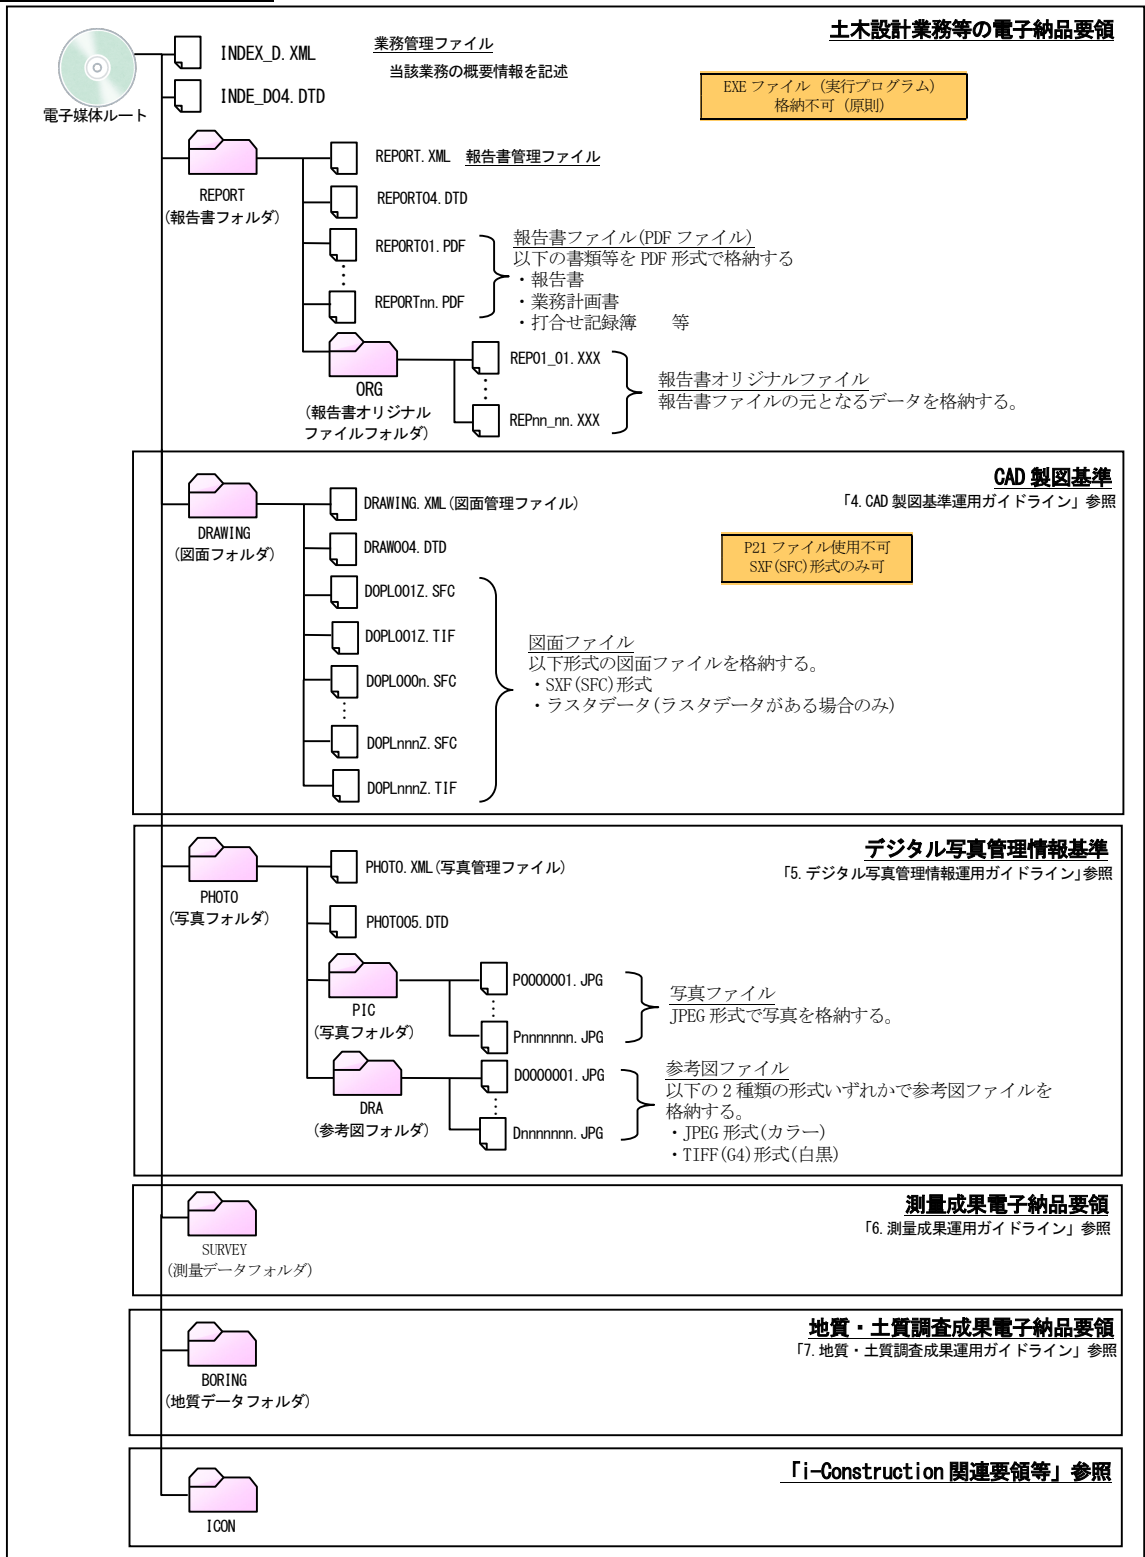 土木設計業務等の電子納品要領
INDEX_D.XML
業務管理ファイル
当該業務の概要情報を記述
EXE ファイル (実行プログラム)
格納不可 (原則)
INDE_D04.DTD
電子媒体ルート
REPORT.XML 報告書管理ファイル
REPORT
(報告書フォルダ)
REPORT04.DTD
REPORT01.PDF
報告書ファイル(PDF ファイル)
以下の書類等を PDF 形式で格納する
・報告書
・業務計画書
・打合せ記録簿 等
REPORTnn.PDF
ORG
(報告書オリジナル
ファイルフォルダ)
REP01_01.XXX
報告書オリジナルファイル
報告書ファイルの元となるデータを格納する。
REPnn_nn.XXX
CAD 製図基準
「4.CAD 製図基準運用ガイドライン」参照
DRAWING.XML(図面管理ファイル)
DRAWING
(図面フォルダ)
DRAW004.DTD
P21 ファイル使用不可
SXF(SFC)形式のみ可
D0PL001Z.SFC
D0PL001Z.TIF
図面ファイル
以下形式の図面ファイルを格納する。
・SXF(SFC)形式
・ラスタデータ(ラスタデータがある場合のみ)
D0PL000n.SFC
D0PLnnnZ.SFC
D0PLnnnZ.TIF
デジタル写真管理情報基準
「5.デジタル写真管理情報運用ガイドライン」参照
PHOTO.XML(写真管理ファイル)
PHOTO
(写真フォルダ)
PHOTO05.DTD
PIC
(写真フォルダ)
P0000001.JPG
写真ファイル
JPEG 形式で写真を格納する。
Pnnnnnnn.JPG
DRA
(参考図フォルダ)
D0000001.JPG
参考図ファイル
以下の 2 種類の形式いずれかで参考図ファイルを
格納する。
・JPEG 形式(カラー)
・TIFF(G4)形式(白黒)
Dnnnnnnn.JPG
測量成果電子納品要領
「6.測量成果運用ガイドライン」参照
SURVEY
(測量データフォルダ)
地質・土質調査成果電子納品要領
「7.地質・土質調査成果運用ガイドライン」参照
BORING
(地質データフォルダ)
「i-Construction 関連要領等」参照
ICON